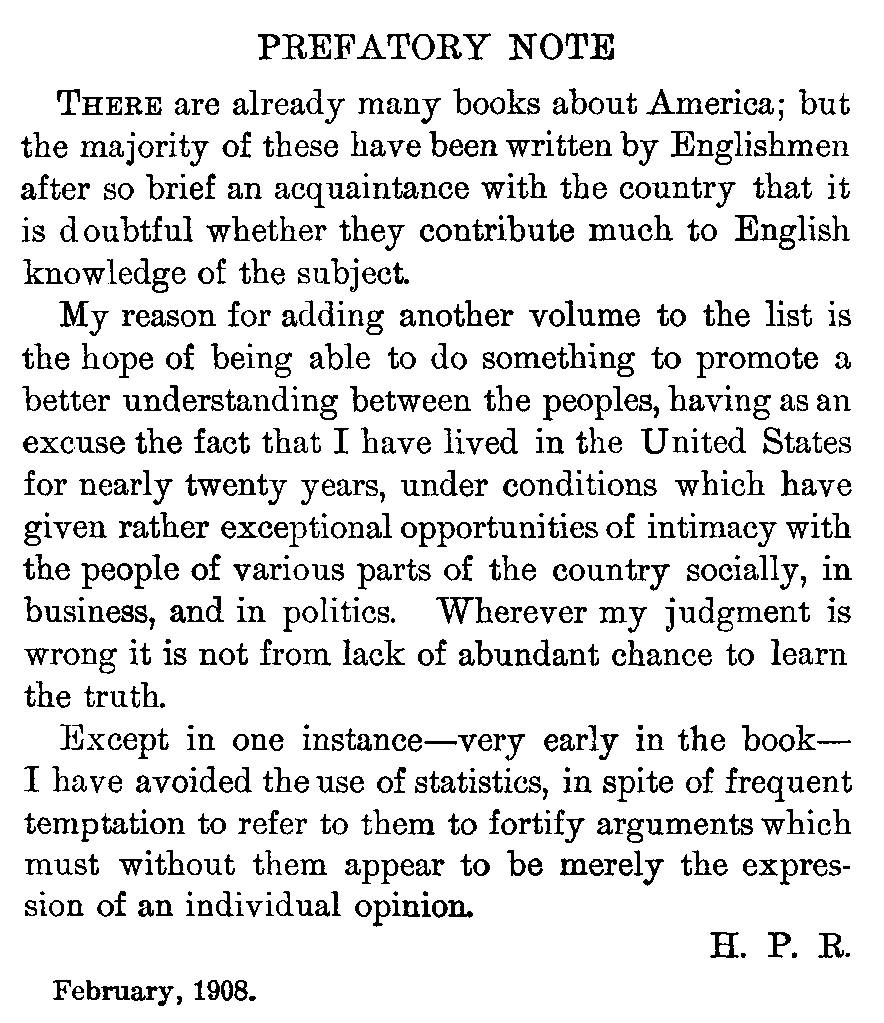 PREFATORY NOTE
THERE are already many books about America; but
the majority of these have been written by Englishmen
after so brief an acquaintance with the country that it
is doubtful whether they contribute much to English
knowledge of the subject.
My reason for adding another volume to the list is
the hope of being able to do something to promote a
better understanding between the peoples, having as an
excuse the fact that I have lived in the United States
for nearly twenty years, under conditions which have
given rather exceptional opportunities of intimacy with
the people of various parts of the country socially, in
business, and in politics. Wherever my judgment is
wrong it is not from lack of abundant chance to learn
the truth.
Except in one instance—very early in the book—
I have avoided the use of statistics, in spite of frequent
temptation to refer to them to fortify arguments which
must without them appear to be merely the expres-
sion of an individual opinion.
H. P. R.
February, 1908.